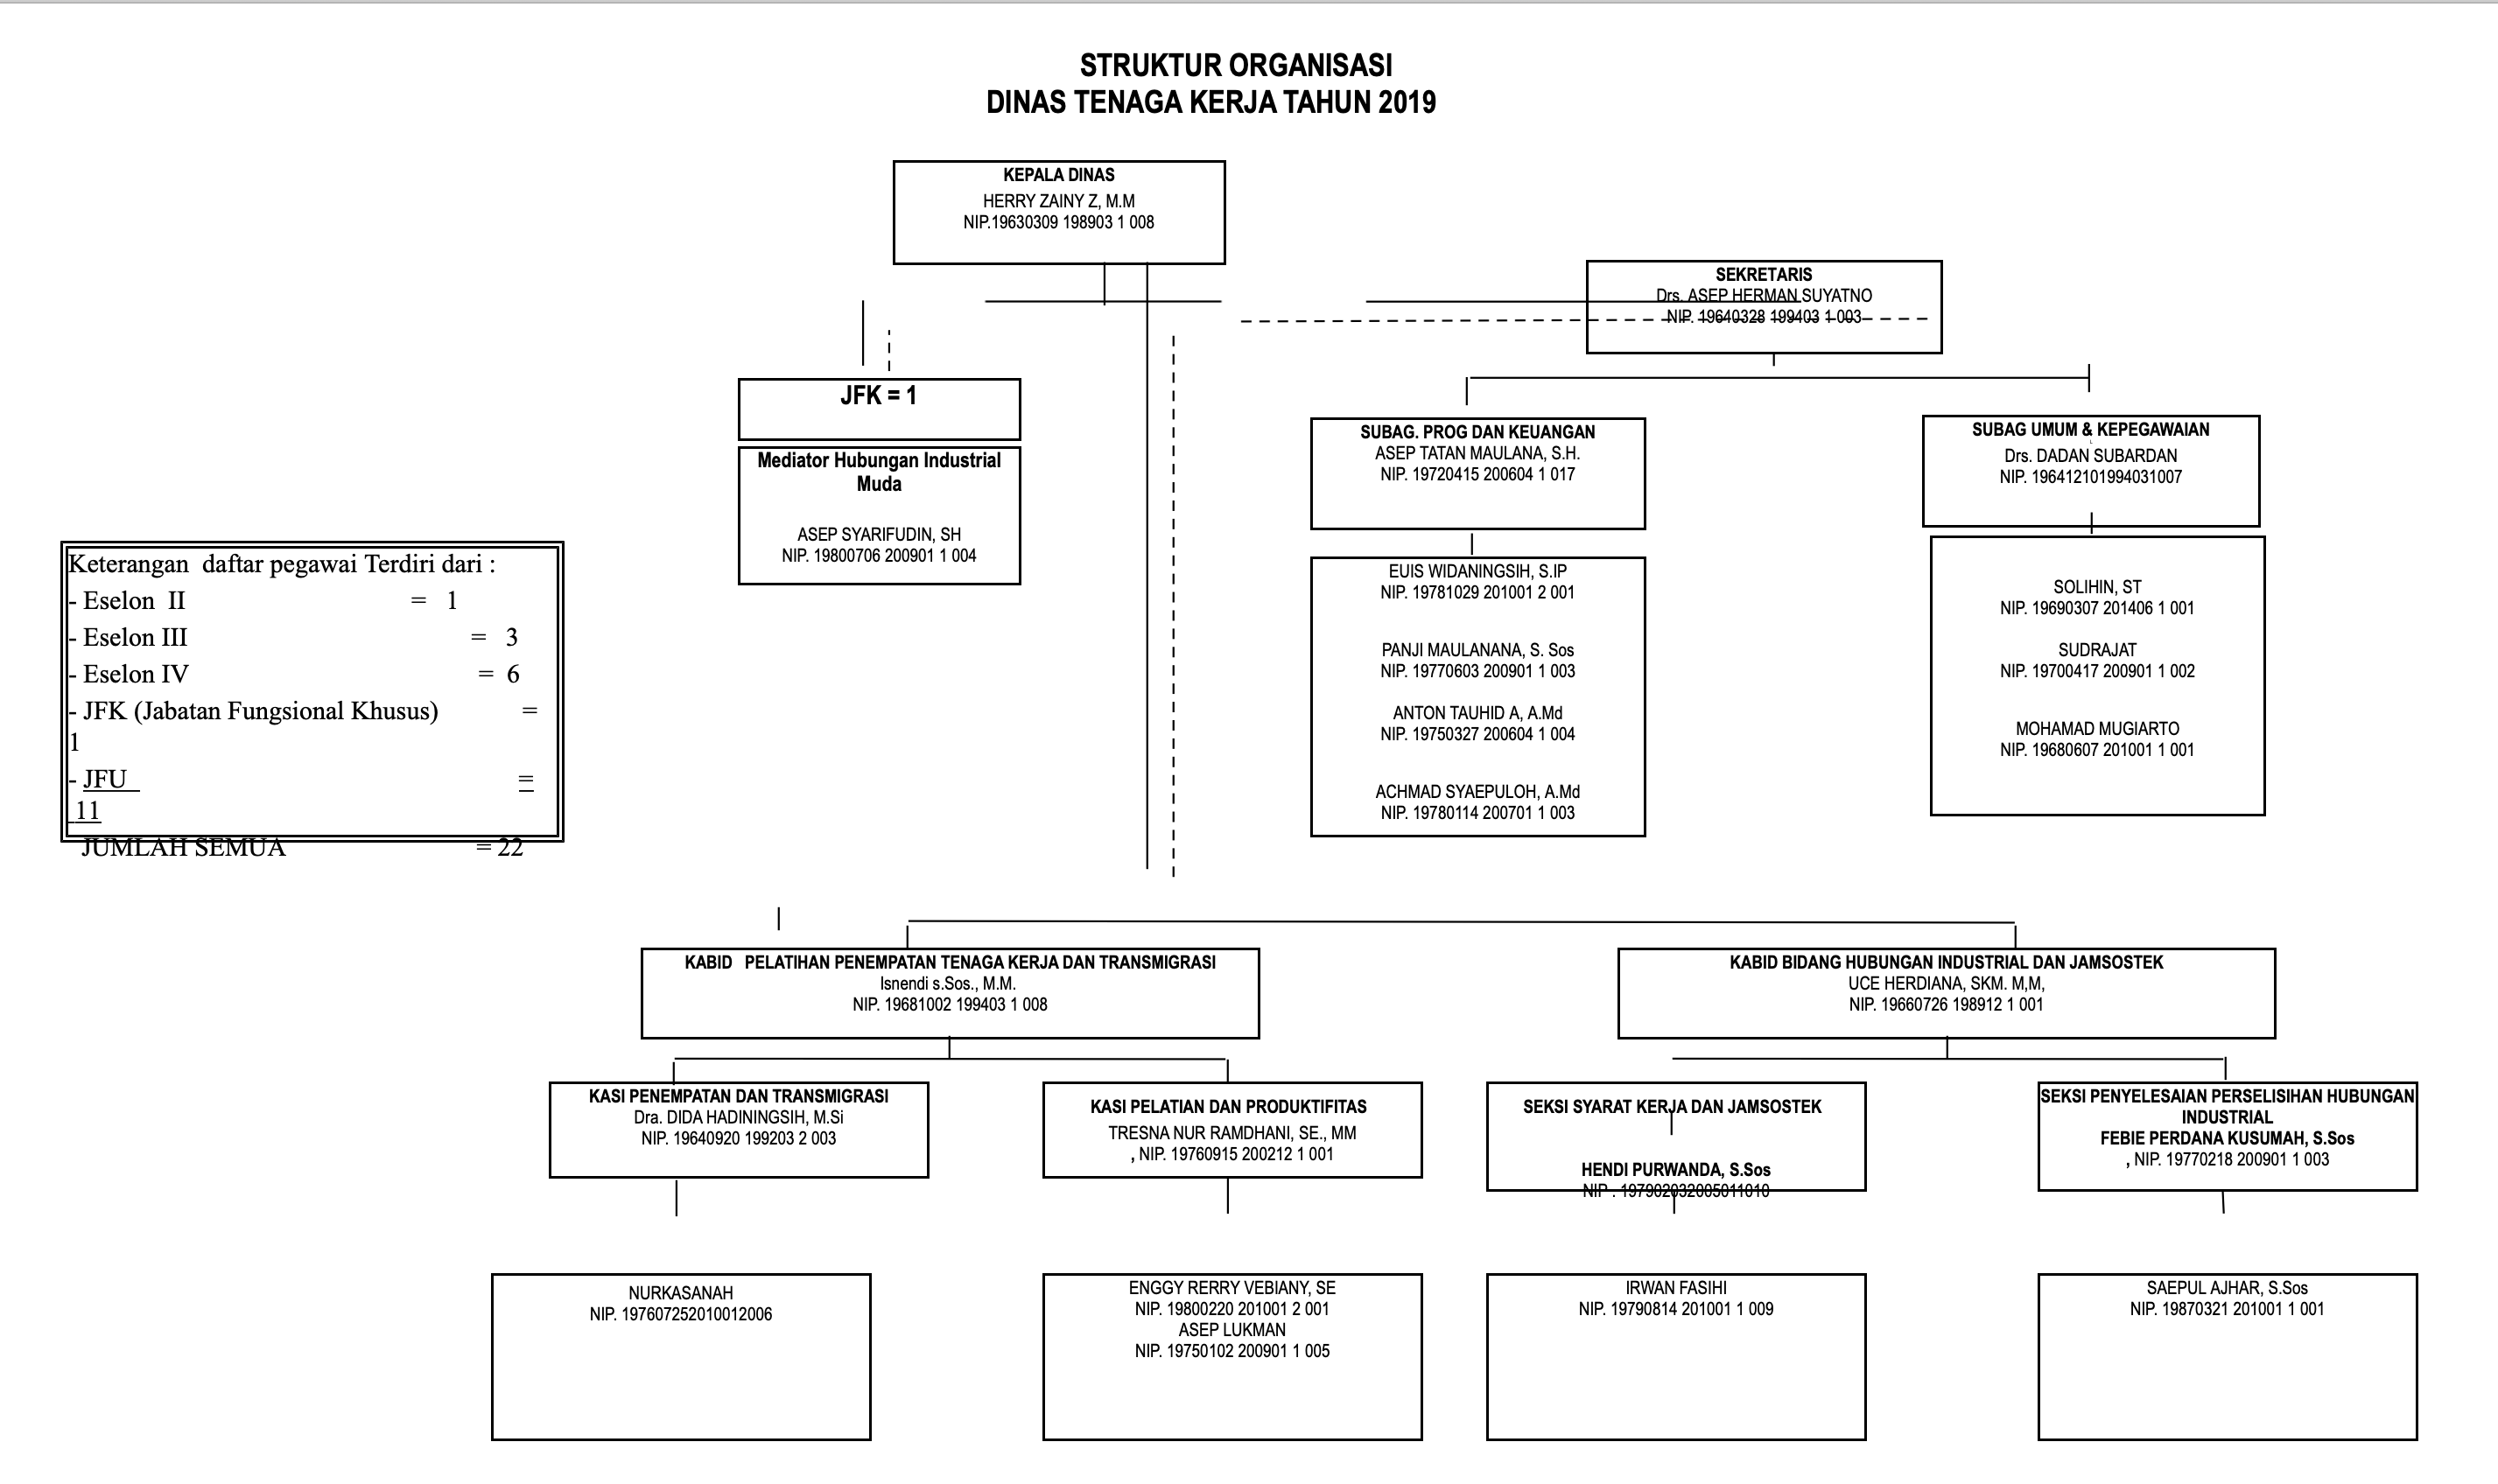 STRUKTUR ORGANISASI
DINAS TENAGA KERJA TAHUN 2019
KEPALA DINAS
HERRY ZAINY Z, M.M
NIP.19630309 198903 1 008
SEKRETARIS
Drs. ASEP HERMAN SUYATNO
NIP. 19640328 199403 1 003
JFK = 1
Mediator Hubungan Industrial
Muda
ASEP SYARIFUDIN, SH
NIP. 19800706 200901 1 004
SUBAG. PROG DAN KEUANGAN
ASEP TATAN MAULANA, S.H.
NIP. 19720415 200604 1 017
SUBAG UMUM & KEPEGAWAIAN
Drs. DADAN SUBARDAN
NIP. 196412101994031007
EUIS WIDANINGSIH, S.IP
NIP. 19781029 201001 2 001
PANJI MAULANANA, S. Sos
NIP. 19770603 200901 1 003
ANTON TAUHID A, A.Md
NIP. 19750327 200604 1 004
ACHMAD SYAEPULOH, A.Md
NIP. 19780114 200701 1 003
SOLIHIN, ST
NIP. 19690307 201406 1 001
SUDRAJAT
NIP. 19700417 200901 1 002
MOHAMAD MUGIARTO
NIP. 19680607 201001 1 001
Keterangan daftar pegawai Terdiri dari :
- Eselon II = 1
- Eselon III = 3
- Eselon IV = 6
- JFK (Jabatan Fungsional Khusus) =
1
- JFU =
11
JUMLAH SEMUA = 22
KABID PELATIHAN PENEMPATAN TENAGA KERJA DAN TRANSMIGRASI
Isnendi s.Sos., M.M.
NIP. 19681002 199403 1 008
KABID BIDANG HUBUNGAN INDUSTRIAL DAN JAMSOSTEK
UCE HERDIANA, SKM. M,M,
NIP. 19660726 198912 1 001
KASI PENEMPATAN DAN TRANSMIGRASI
Dra. DIDA HADININGSIH, M.Si
NIP. 19640920 199203 2 003
KASI PELATIAN DAN PRODUKTIFITAS
TRESNA NUR RAMDHANI, SE., MM
, NIP. 19760915 200212 1 001
SEKSI SYARAT KERJA DAN JAMSOSTEK
HENDI PURWANDA, S.Sos
NIP . 197902032005011010
SEKSI PENYELESAIAN PERSELISIHAN HUBUNGAN
INDUSTRIAL
FEBIE PERDANA KUSUMAH, S.Sos
, NIP. 19770218 200901 1 003
NURKASANAH
NIP. 197607252010012006
ENGGY RERRY VEBIANY, SE
NIP. 19800220 201001 2 001
ASEP LUKMAN
NIP. 19750102 200901 1 005
IRWAN FASIHI
NIP. 19790814 201001 1 009
SAEPUL AJHAR, S.Sos
NIP. 19870321 201001 1 001